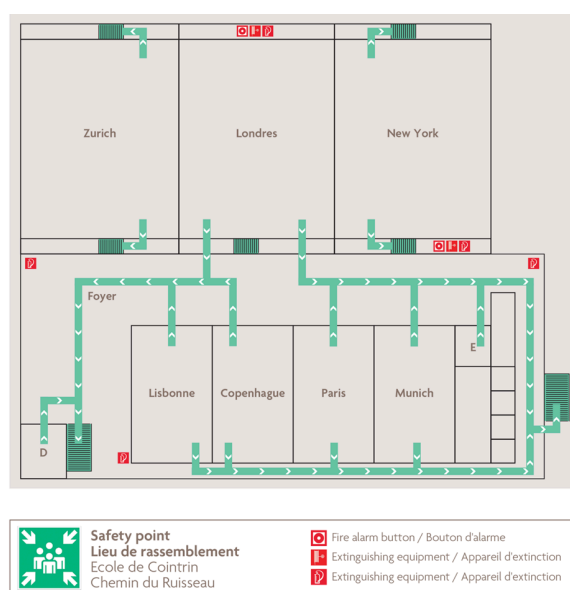 Zurich
Londres
New York
Foyer
Lisbonne
Copenhague
Paris
Munich
E
D
Safety point
Lieu de rassemblement
Ecole de Cointrin
Chemin du Ruisseau
Fire alarm button / Bouton d'alarme
Extinguishing equipment / Appareil d'extinction
Extinguishing equipment / Appareil d'extinction